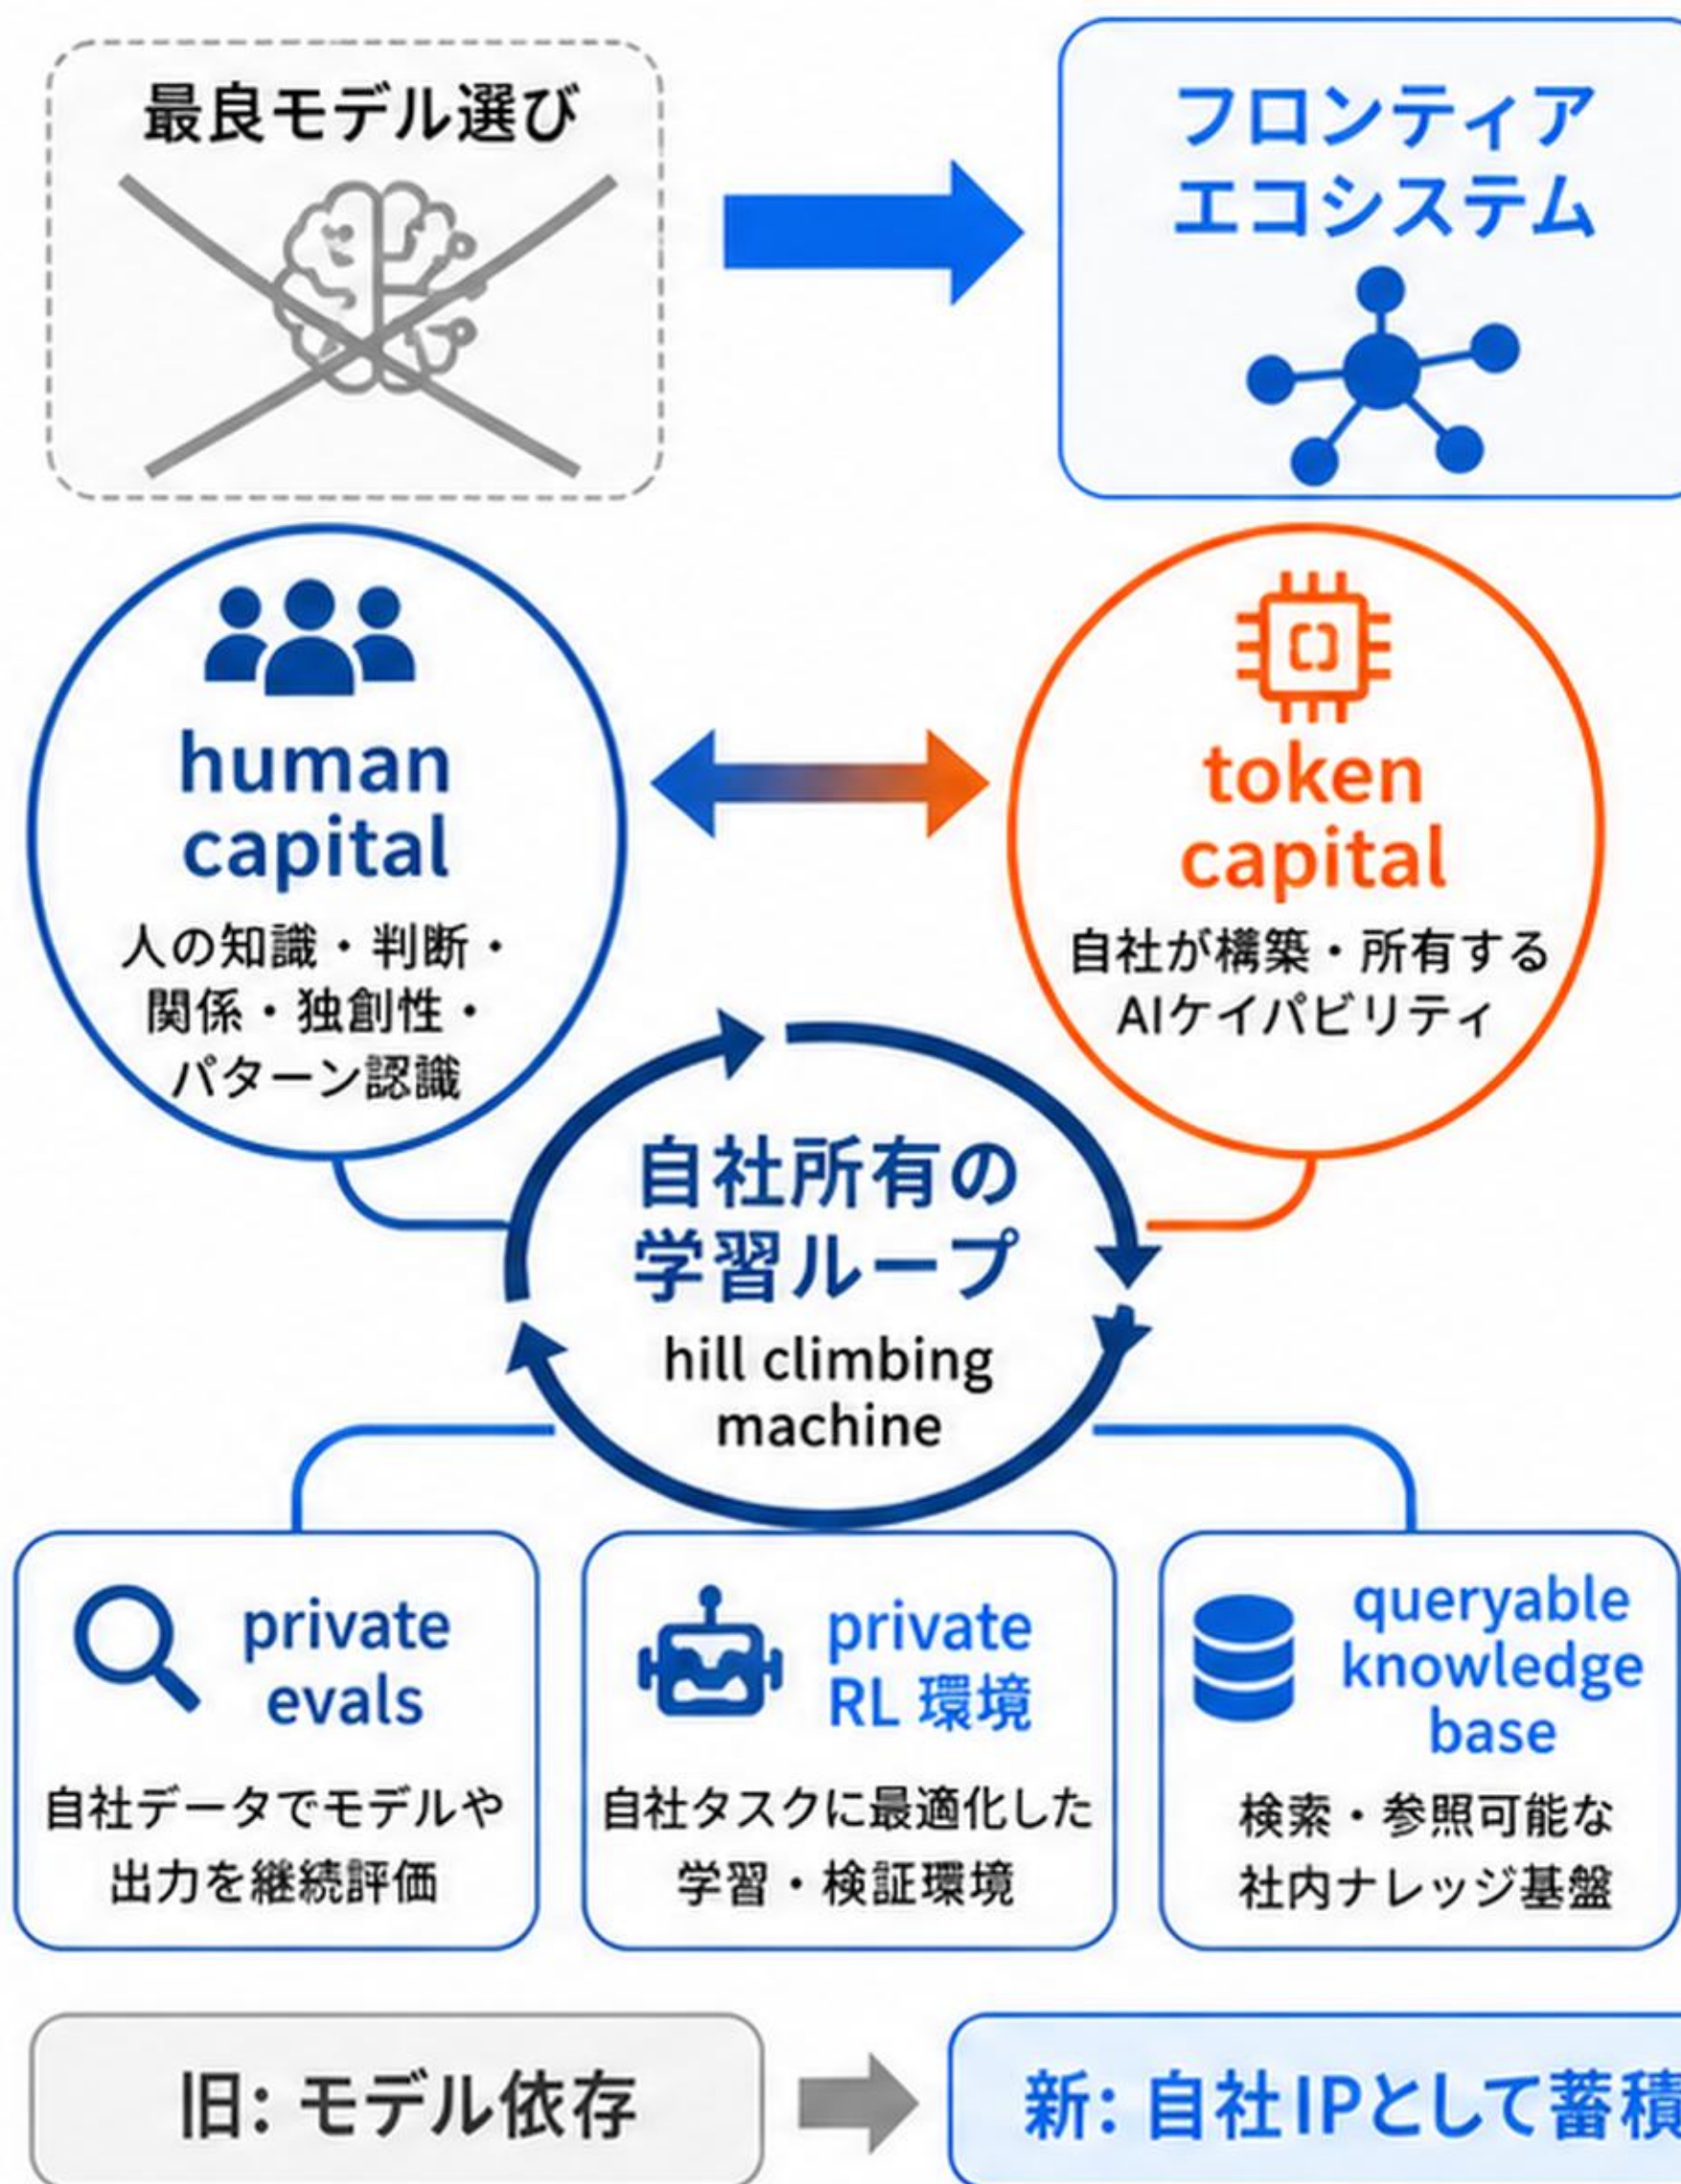 最良モデル選び
フロンティア
エコシステム
human
capital
人の知識・判断・
関係・独創性・
パターン認識
token
capital
自社が構築・所有する
AIケイパビリティ
自社所有の
学習ループ
hill climbing
machine
private
evals
自社データでモデルや
出力を継続評価
private
RL 環境
自社タスクに最適化した
学習・検証環境
queryable
knowledge
base
検索・参照可能な
社内ナレッジ基盤
旧: モデル依存
新: 自社IPとして蓄積